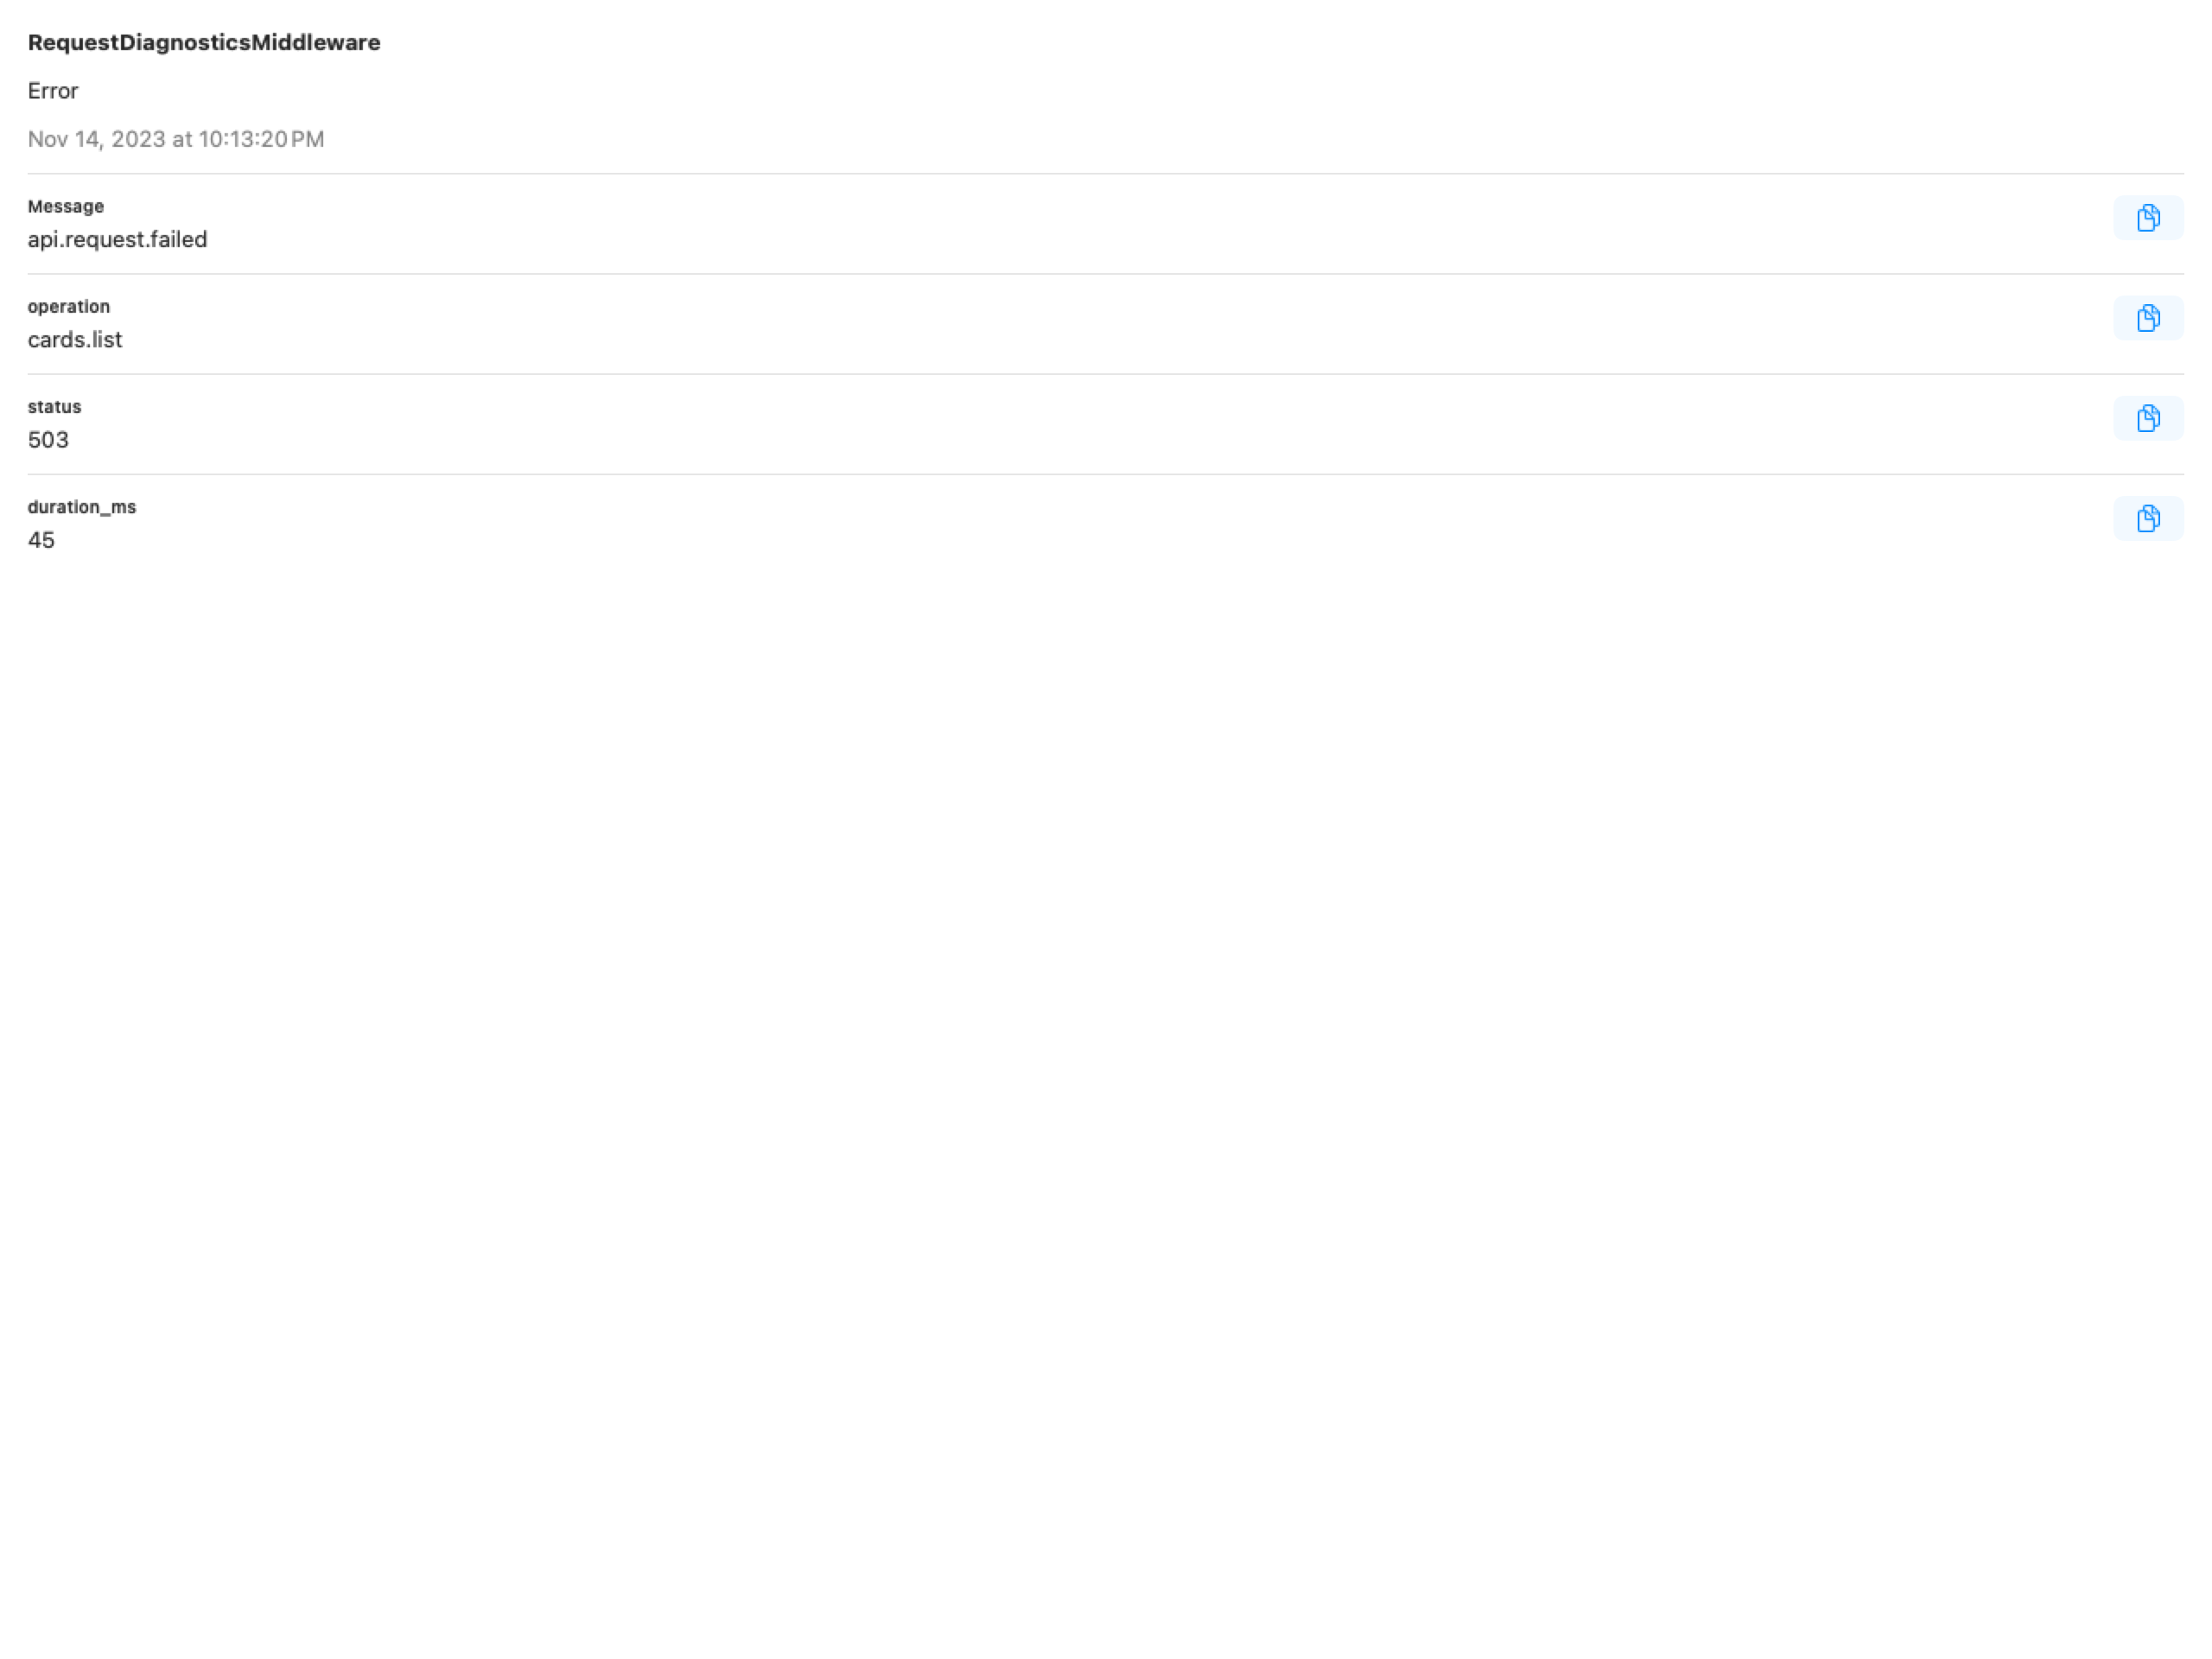 RequestDiagnosticsMiddleware
Error
Nov 14, 2023 at 10:13:20 PM
Message
api.request.failed
operation
cards.list
status
503
duration_ms
45